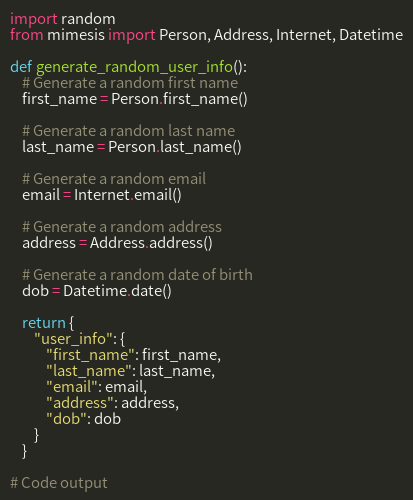 import random
from mimesis import Person, Address, Internet, Datetime

def generate_random_user_info():
    # Generate a random first name
    first_name = Person.first_name()

    # Generate a random last name
    last_name = Person.last_name()

    # Generate a random email
    email = Internet.email()

    # Generate a random address
    address = Address.address()

    # Generate a random date of birth
    dob = Datetime.date()

    return {
        "user_info": {
            "first_name": first_name,
            "last_name": last_name,
            "email": email,
            "address": address,
            "dob": dob
        }
    }

# Code output